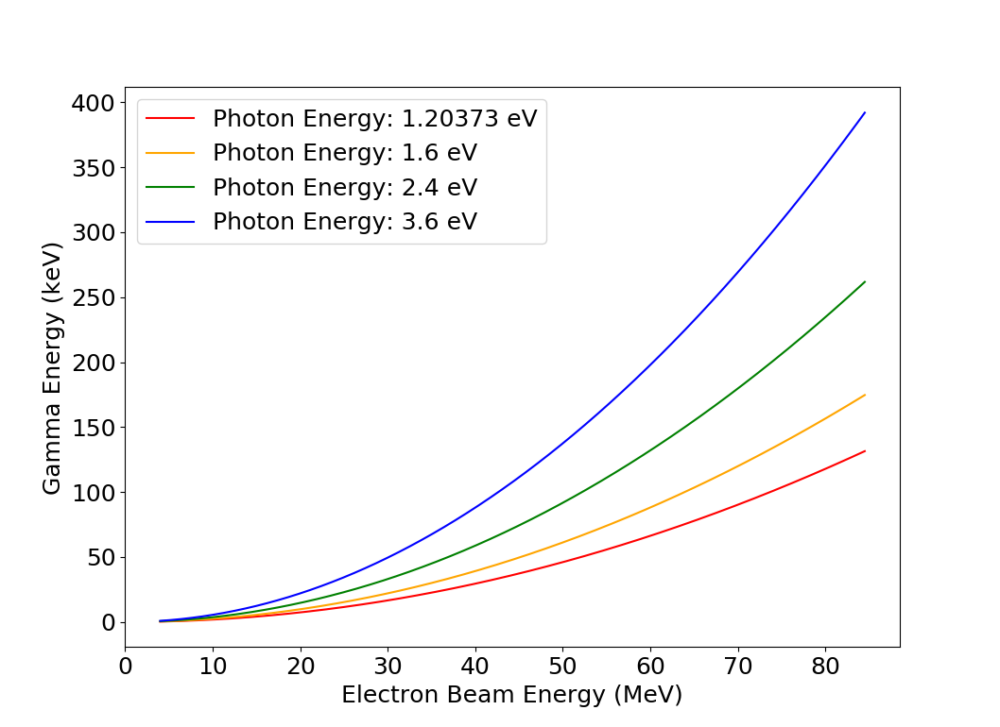 400
350
300
250
200
150
100
50
0
Gamma Energy (keV)
Photon Energy: 1.20373 eV
Photon Energy: 1.6 eV
Photon Energy: 2.4 eV
Photon Energy: 3.6 eV
0 10 20 30 40 50 60 70 80
Electron Beam Energy (MeV)